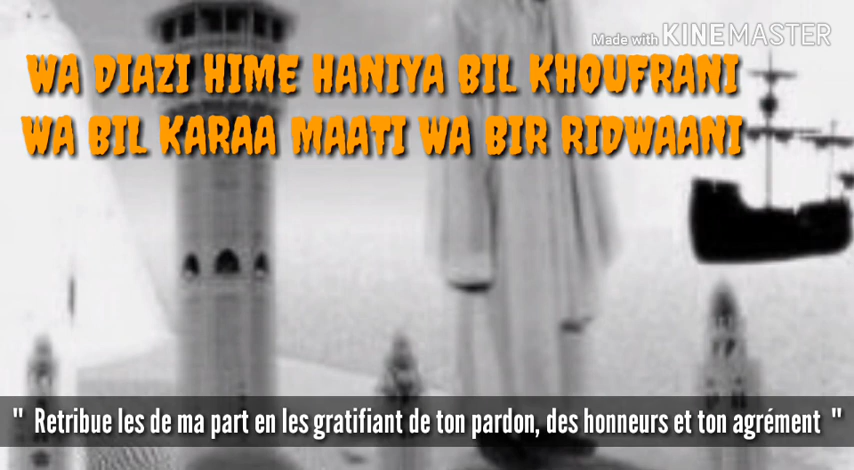 Made with KINEMASTER
WA DIAZI HIME HANIYA BIL KHOUFRANI
WA BIL KARAA MAATI WA BIR RIDWAANI
" Retribue les de ma part en les gratifiant de ton pardon, des honneurs et ton agrément "